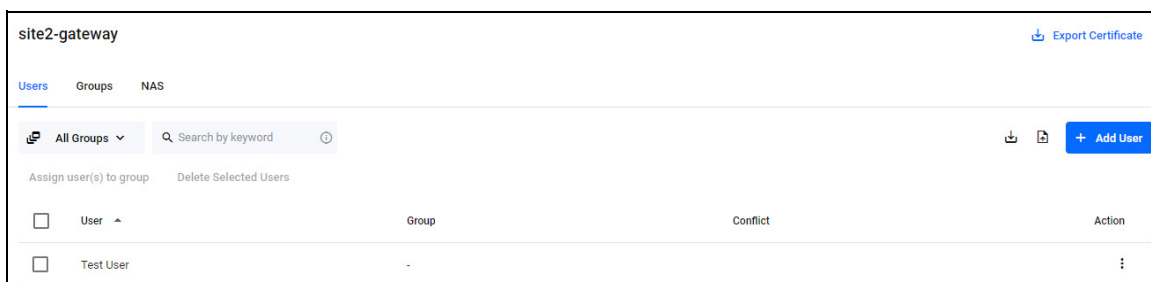 site2-gateway Export Certificate
Users Groups NAS
All Groups Search by keyword + Add User
Assign user(s) to group Delete Selected Users
User Group Conflict Action
Test User -